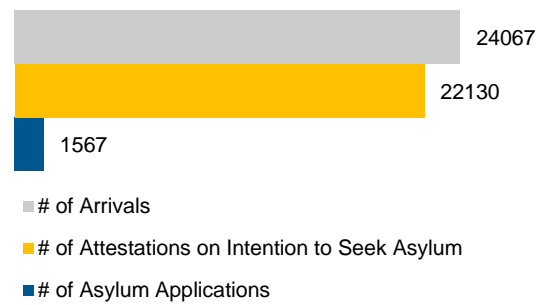 24067
22130
1567
# of Arrivals
# of Attestations on Intention to Seek Asylum
# of Asylum Applications